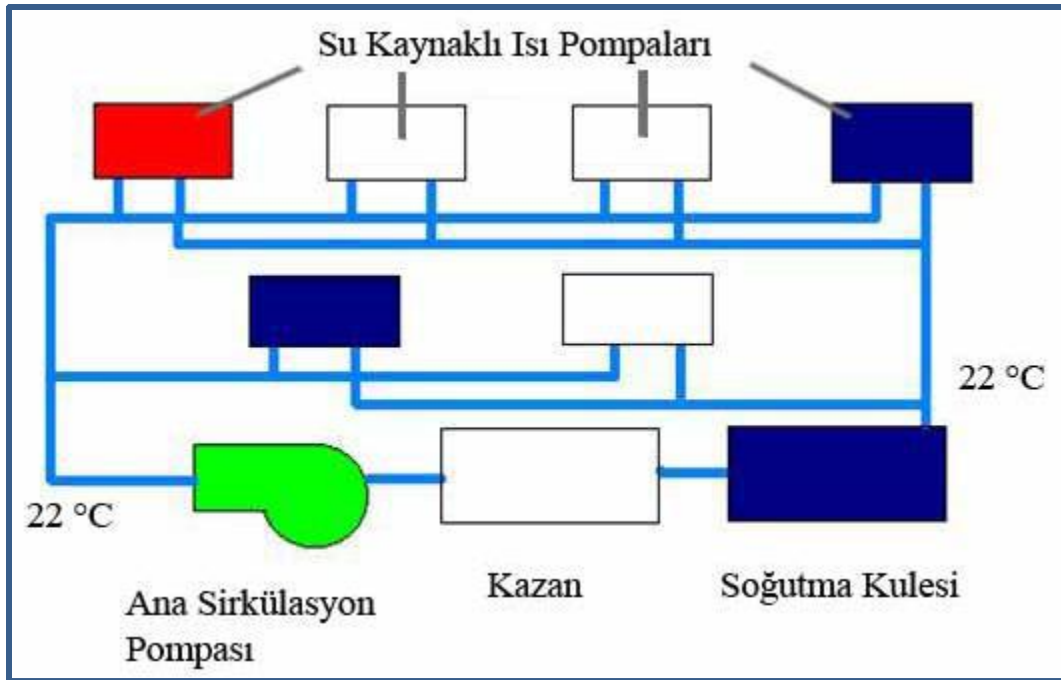 Su Kaynaklı Isı Pompaları
22 °C
22 °C
Ana Sirkülasyon
Pompası
Kazan
Soğutma Kulesi